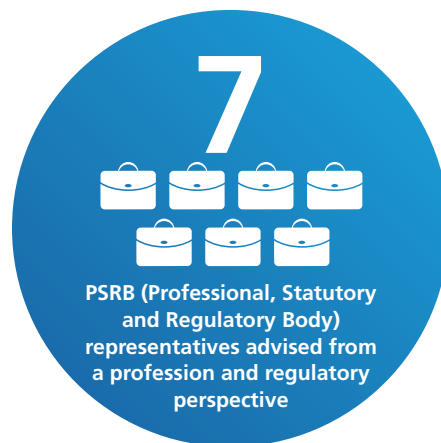 7
PSRB (Professional, Statutory
and Regulatory Body)
representatives advised from
a profession and regulatory
perspective